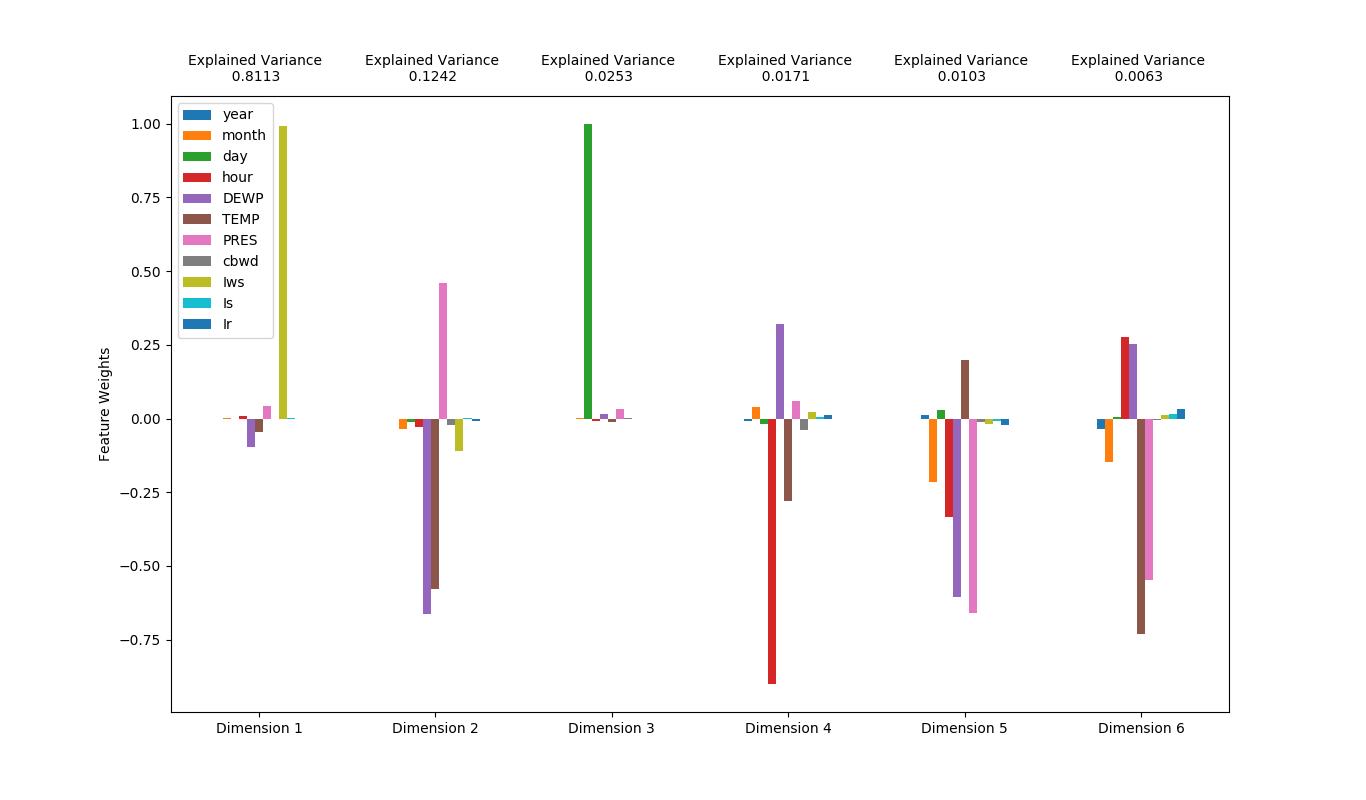 Explained Variance
0.8113
Explained Variance
0.1242
Explained Variance
0.0253
Explained Variance
0.0171
Explained Variance
0.0103
Explained Variance
0.0063
year
month
day
hour
DEWP
TEMP
PRES
cbwd
Iws
Is
Ir
1.00
0.75
0.50
0.25
0.00
−0.25
−0.50
−0.75
Feature Weights
Dimension 1
Dimension 2
Dimension 3
Dimension 4
Dimension 5
Dimension 6